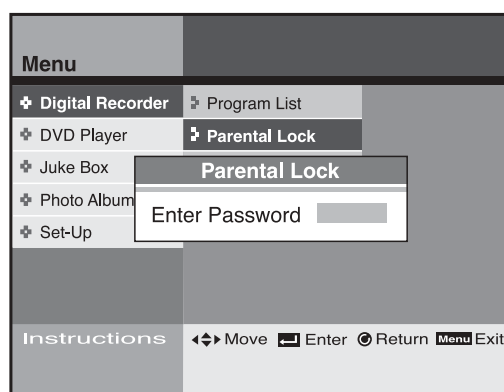 Menu
Digital Recorder
Program List
DVD Player
Parental Lock
Juke Box
Photo Album
Set-Up
Parental Lock
Enter Password
Instructions
Move Enter Return Menu Exit